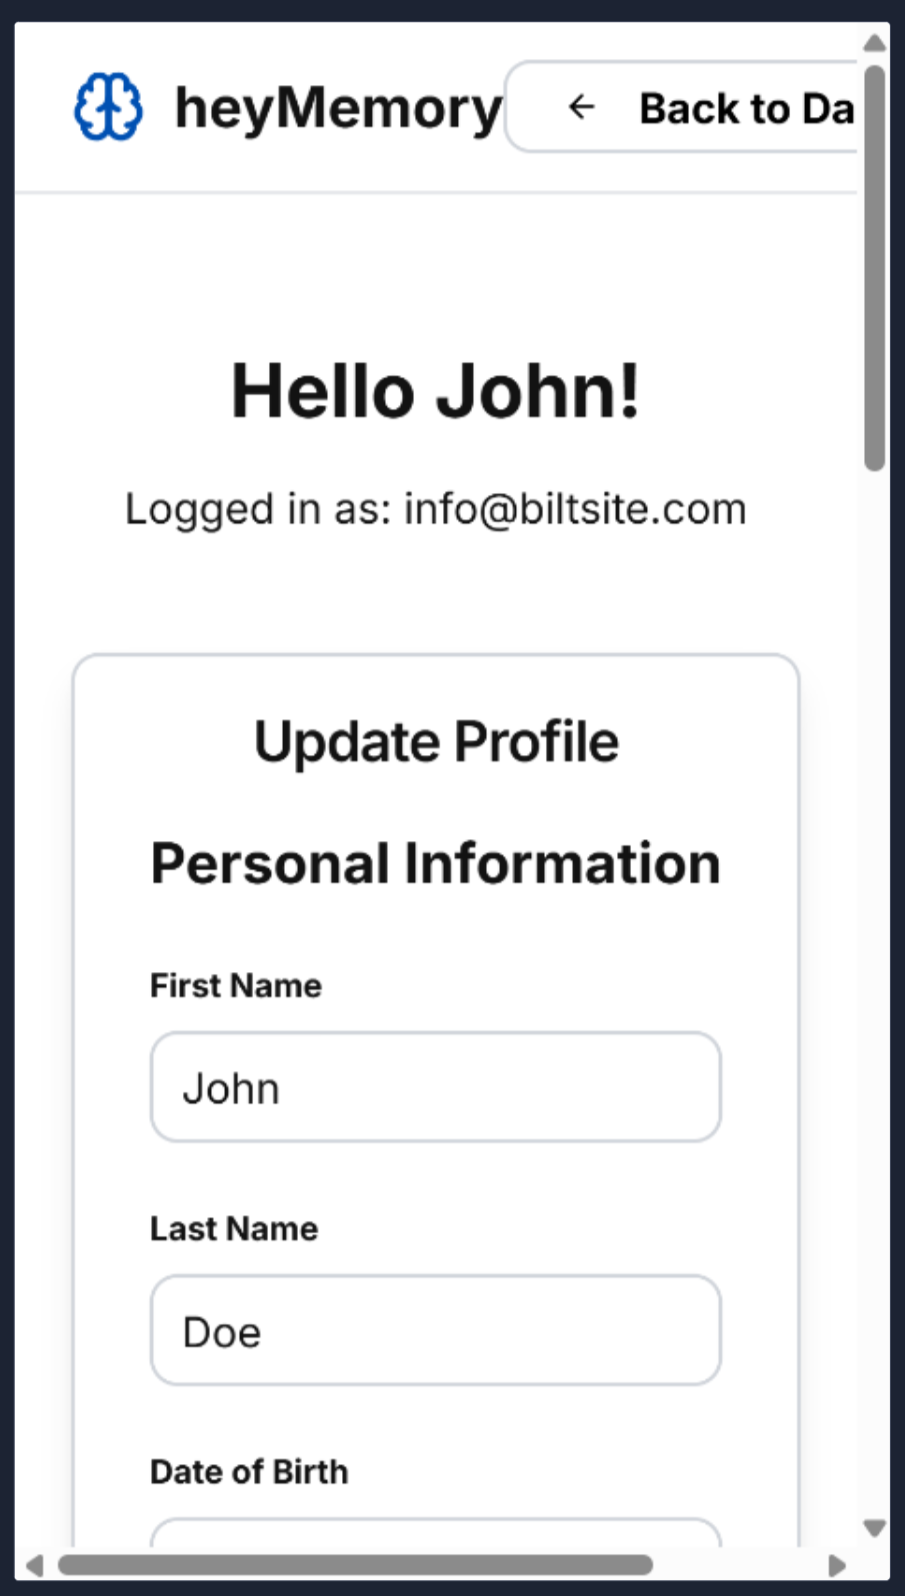 heyMemory
← Back to Da
Hello John!
Logged in as: info@biltsite.com
Update Profile
Personal Information
First Name
John
Last Name
Doe
Date of Birth